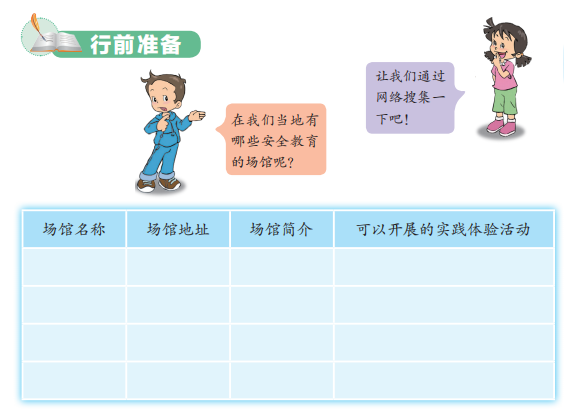 行前准备
让我们通过
网络搜集一
下吧！
在我们当地有
哪些安全教育
的场馆呢？
场馆名称 场馆地址 场馆简介 可以开展的实践体验活动